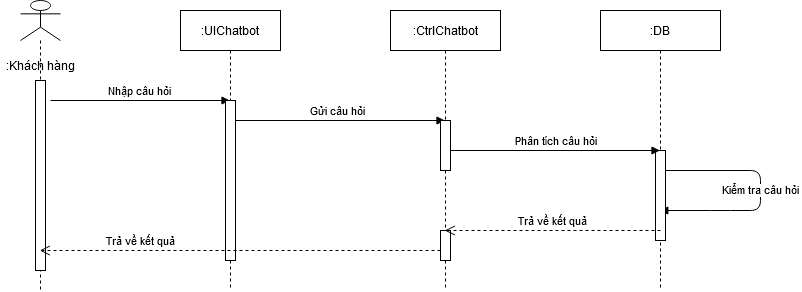 :UIChatbot
:CtrlChatbot
:DB
:Khách hàng
Nhập câu hỏi
Gửi câu hỏi
Phân tích câu hỏi
Kiểm tra câu hỏi
Trả về kết quả
Trả về kết quả